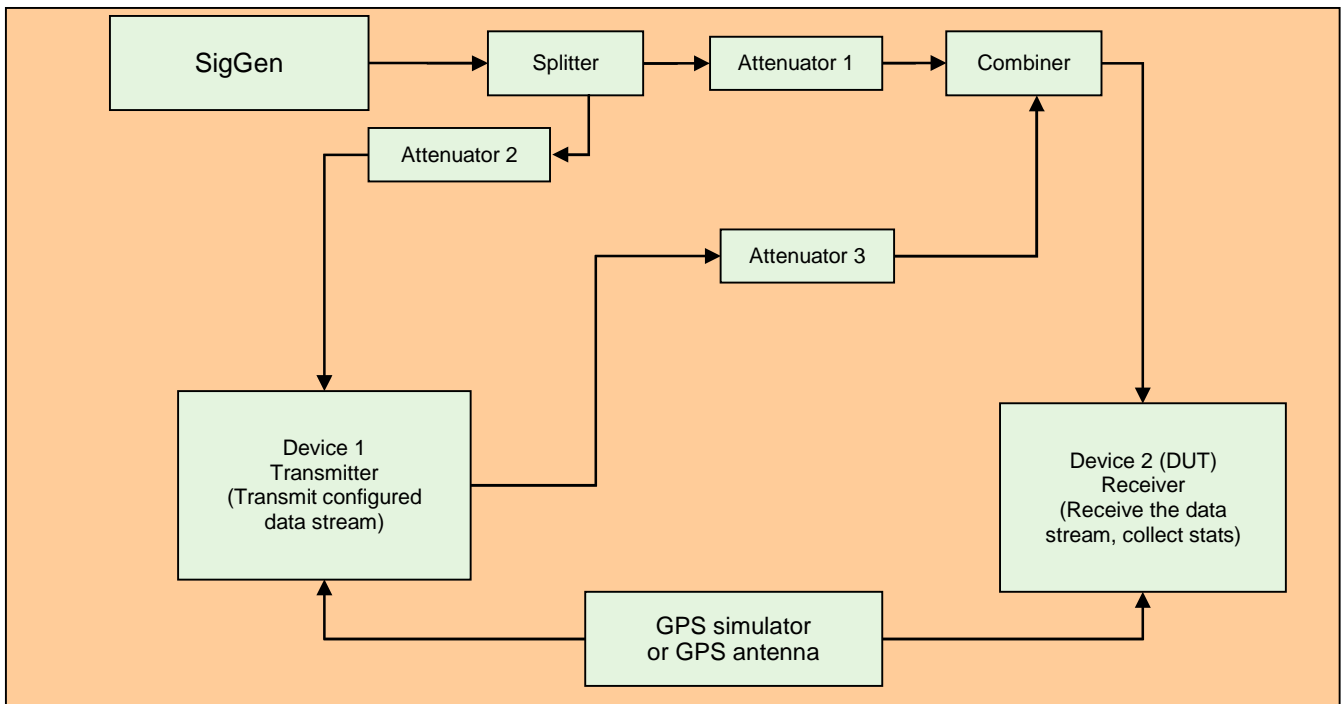 SigGen
Splitter
Attenuator 1
Combiner
Attenuator 2
Attenuator 3
Device 1
Transmitter
(Transmit configured
data stream)
Device 2 (DUT)
Receiver
(Receive the data
stream, collect stats)
GPS simulator
or GPS antenna